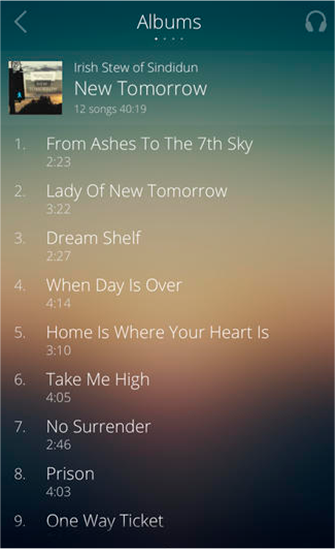 Albums
Irish Stew of Sindidun
New Tomorrow
12 songs 40:19
1. From Ashes To The 7th Sky
2:23
2. Lady Of New Tomorrow
3:22
3. Dream Shelf
2:27
4. When Day Is Over
4:14
5. Home Is Where Your Heart Is
3:10
6. Take Me High
4:05
7. No Surrender
2:46
8. Prison
4:03
9. One Way Ticket